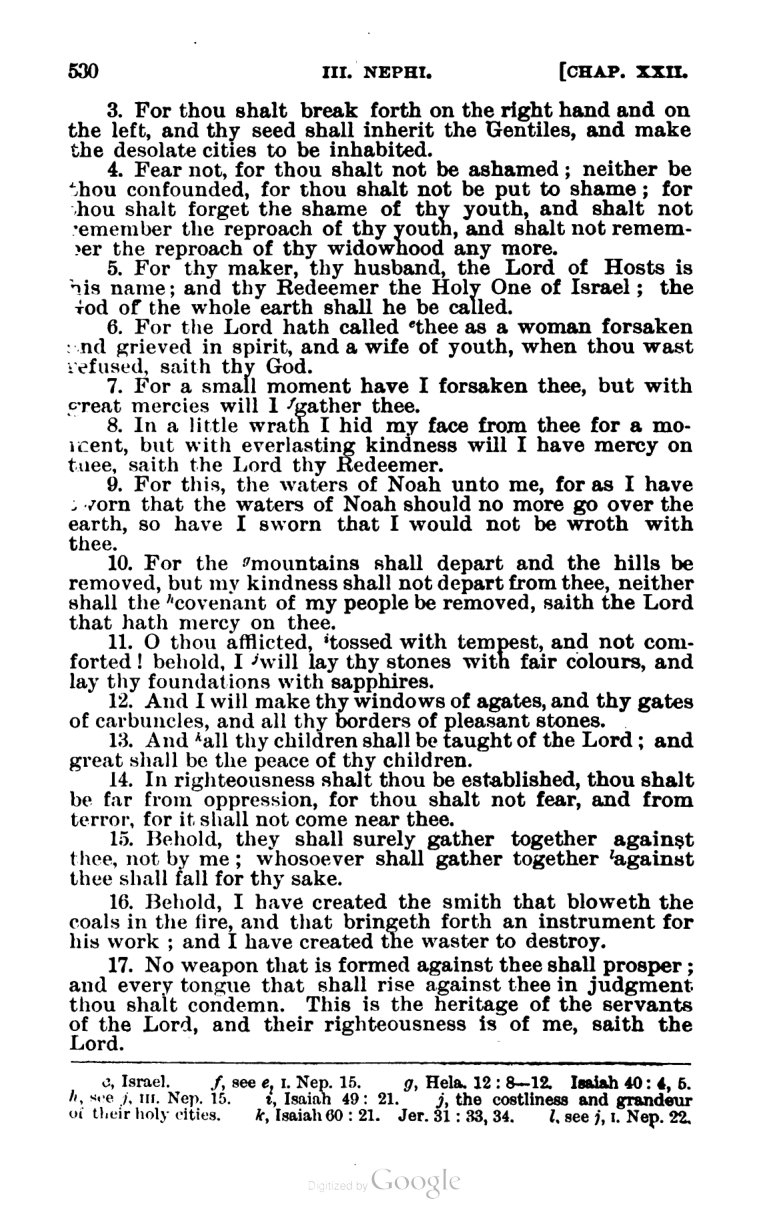 530 III. NEPHI. [CHAP. XXII.
3. For thou shalt break forth on the right hand and on
the left, and thy seed shall inherit the Gentiles, and make
the desolate cities to be inhabited.
4. Fear not, for thou shalt not be ashamed; neither be
thou confounded, for thou shalt not be put to shame; for
thou shalt forget the shame of thy youth, and shalt not
remember the reproach of thy youth, and shalt not remem-
ber the reproach of thy widowhood any more.
5. For thy maker, thy husband, the Lord of Hosts is
his name; and thy Redeemer the Holy One of Israel; the
God of the whole earth shall he be called.
6. For the Lord hath called ᵉthee as a woman forsaken
and grieved in spirit, and a wife of youth, when thou wast
refused, saith thy God.
7. For a small moment have I forsaken thee, but with
great mercies will I ᶠgather thee.
8. In a little wrath I hid my face from thee for a mo-
ment, but with everlasting kindness will I have mercy on
thee, saith the Lord thy Redeemer.
9. For this, the waters of Noah unto me, for as I have
sworn that the waters of Noah should no more go over the
earth, so have I sworn that I would not be wroth with
thee.
10. For the ᵍmountains shall depart and the hills be
removed, but my kindness shall not depart from thee, neither
shall the ʰcovenant of my people be removed, saith the Lord
that hath mercy on thee.
11. O thou afflicted, ⁱtossed with tempest, and not com-
forted! behold, I ʲwill lay thy stones with fair colours, and
lay thy foundations with sapphires.
12. And I will make thy windows of agates, and thy gates
of carbuncles, and all thy borders of pleasant stones.
13. And ᵏall thy children shall be taught of the Lord; and
great shall be the peace of thy children.
14. In righteousness shalt thou be established, thou shalt
be far from oppression, for thou shalt not fear, and from
terror, for it shall not come near thee.
15. Behold, they shall surely gather together against
thee, not by me; whosoever shall gather together ˡagainst
thee shall fall for thy sake.
16. Behold, I have created the smith that bloweth the
coals in the fire, and that bringeth forth an instrument for
his work; and I have created the waster to destroy.
17. No weapon that is formed against thee shall prosper;
and every tongue that shall rise against thee in judgment
thou shalt condemn. This is the heritage of the servants
of the Lord, and their righteousness is of me, saith the
Lord.
e, Israel. f, see e, I. Nep. 15. g, Hela. 12: 8—12. Isaiah 40: 4, 5.
h, see j, III. Nep. 15. i, Isaiah 49: 21. j, the costliness and grandeur
of their holy cities. k, Isaiah 60: 21. Jer. 31: 33, 34. l, see j, I. Nep. 22.
Digitized by Google